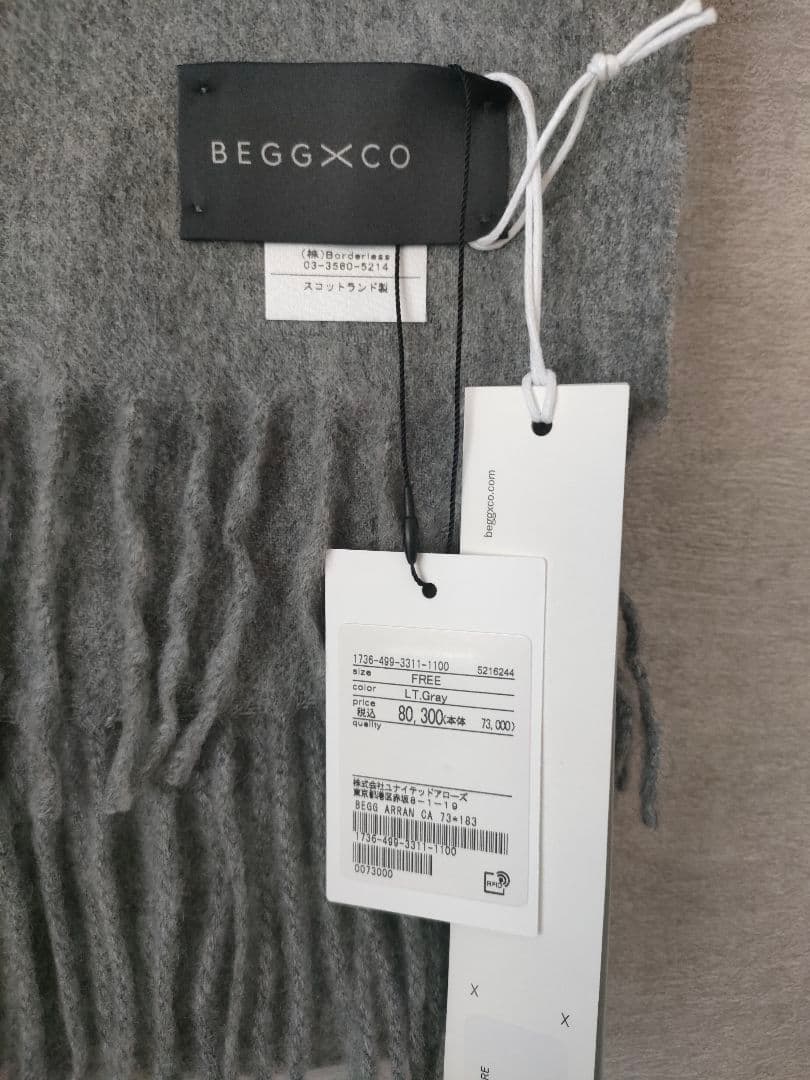 BEGG×CO
(株)Borderless
03-3560-5214
スコットランド製
beggxco.com
1736-499-3311-1100 5216244
size FREE
color LT.Gray
price
税込 80,300(本体 73,000)
quality
株式会社ユナイテッドアローズ
東京都港区赤坂8-1-19
BEGG ARRAN CA 73*183
1736-499-3311-1100
0073000
RFID
X
X
RE